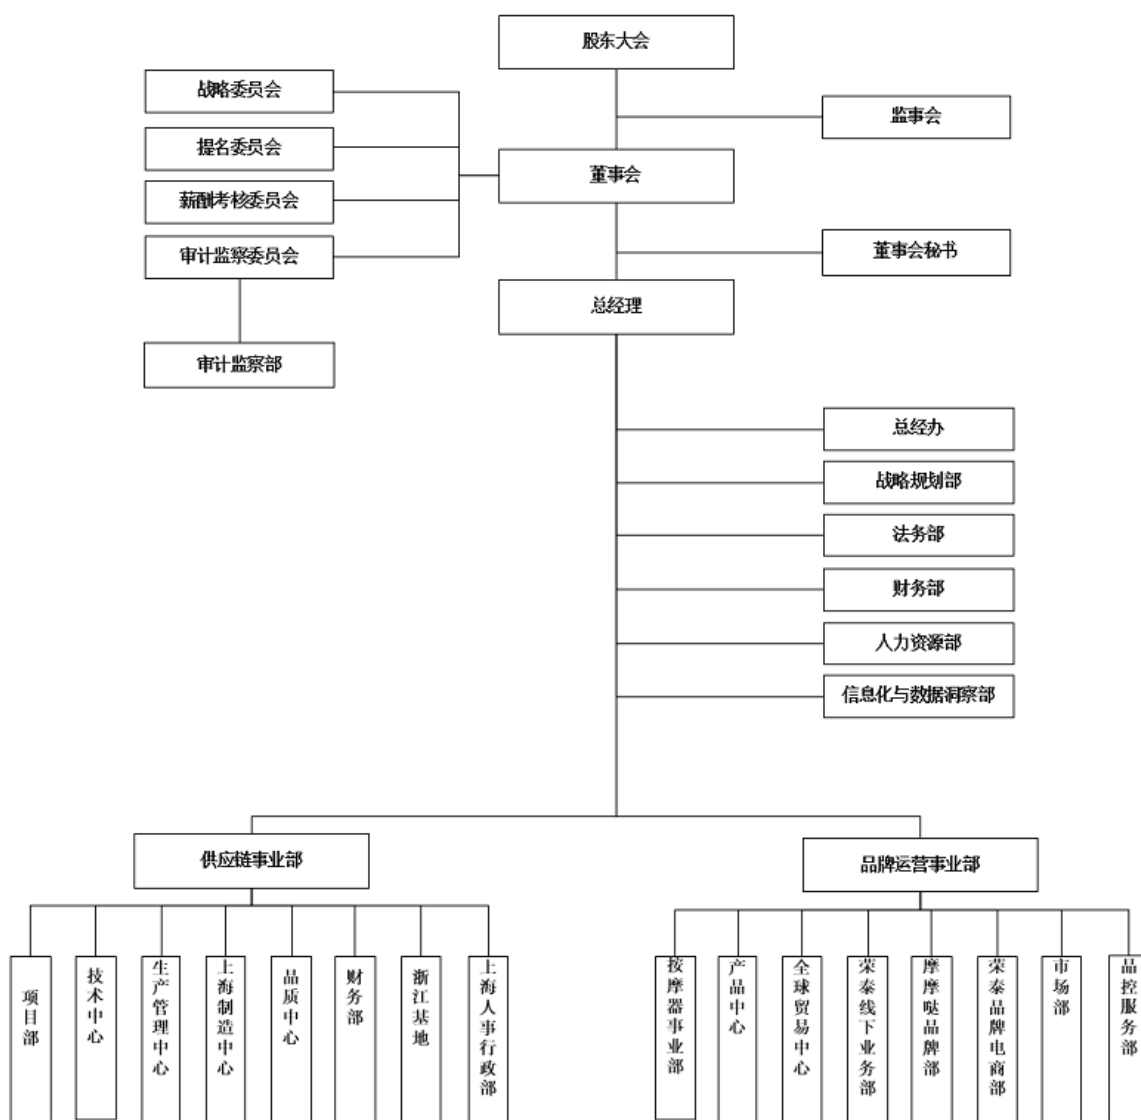 股东大会
战略委员会
监事会
提名委员会
董事会
薪酬考核委员会
审计监察委员会
董事会秘书
总经理
审计监察部
总经办
战略规划部
法务部
财务部
人力资源部
信息化与数据洞察部
供应链事业部
品牌运营事业部
项目部
技术中心
生产管理中心
上海制造中心
品质中心
财务部
浙江基地
上海人事行政部
按摩器事业部
产品中心
全球贸易中心
荣泰线下业务部
摩摩哒品牌部
荣泰品牌电商部
市场部
品控服务部